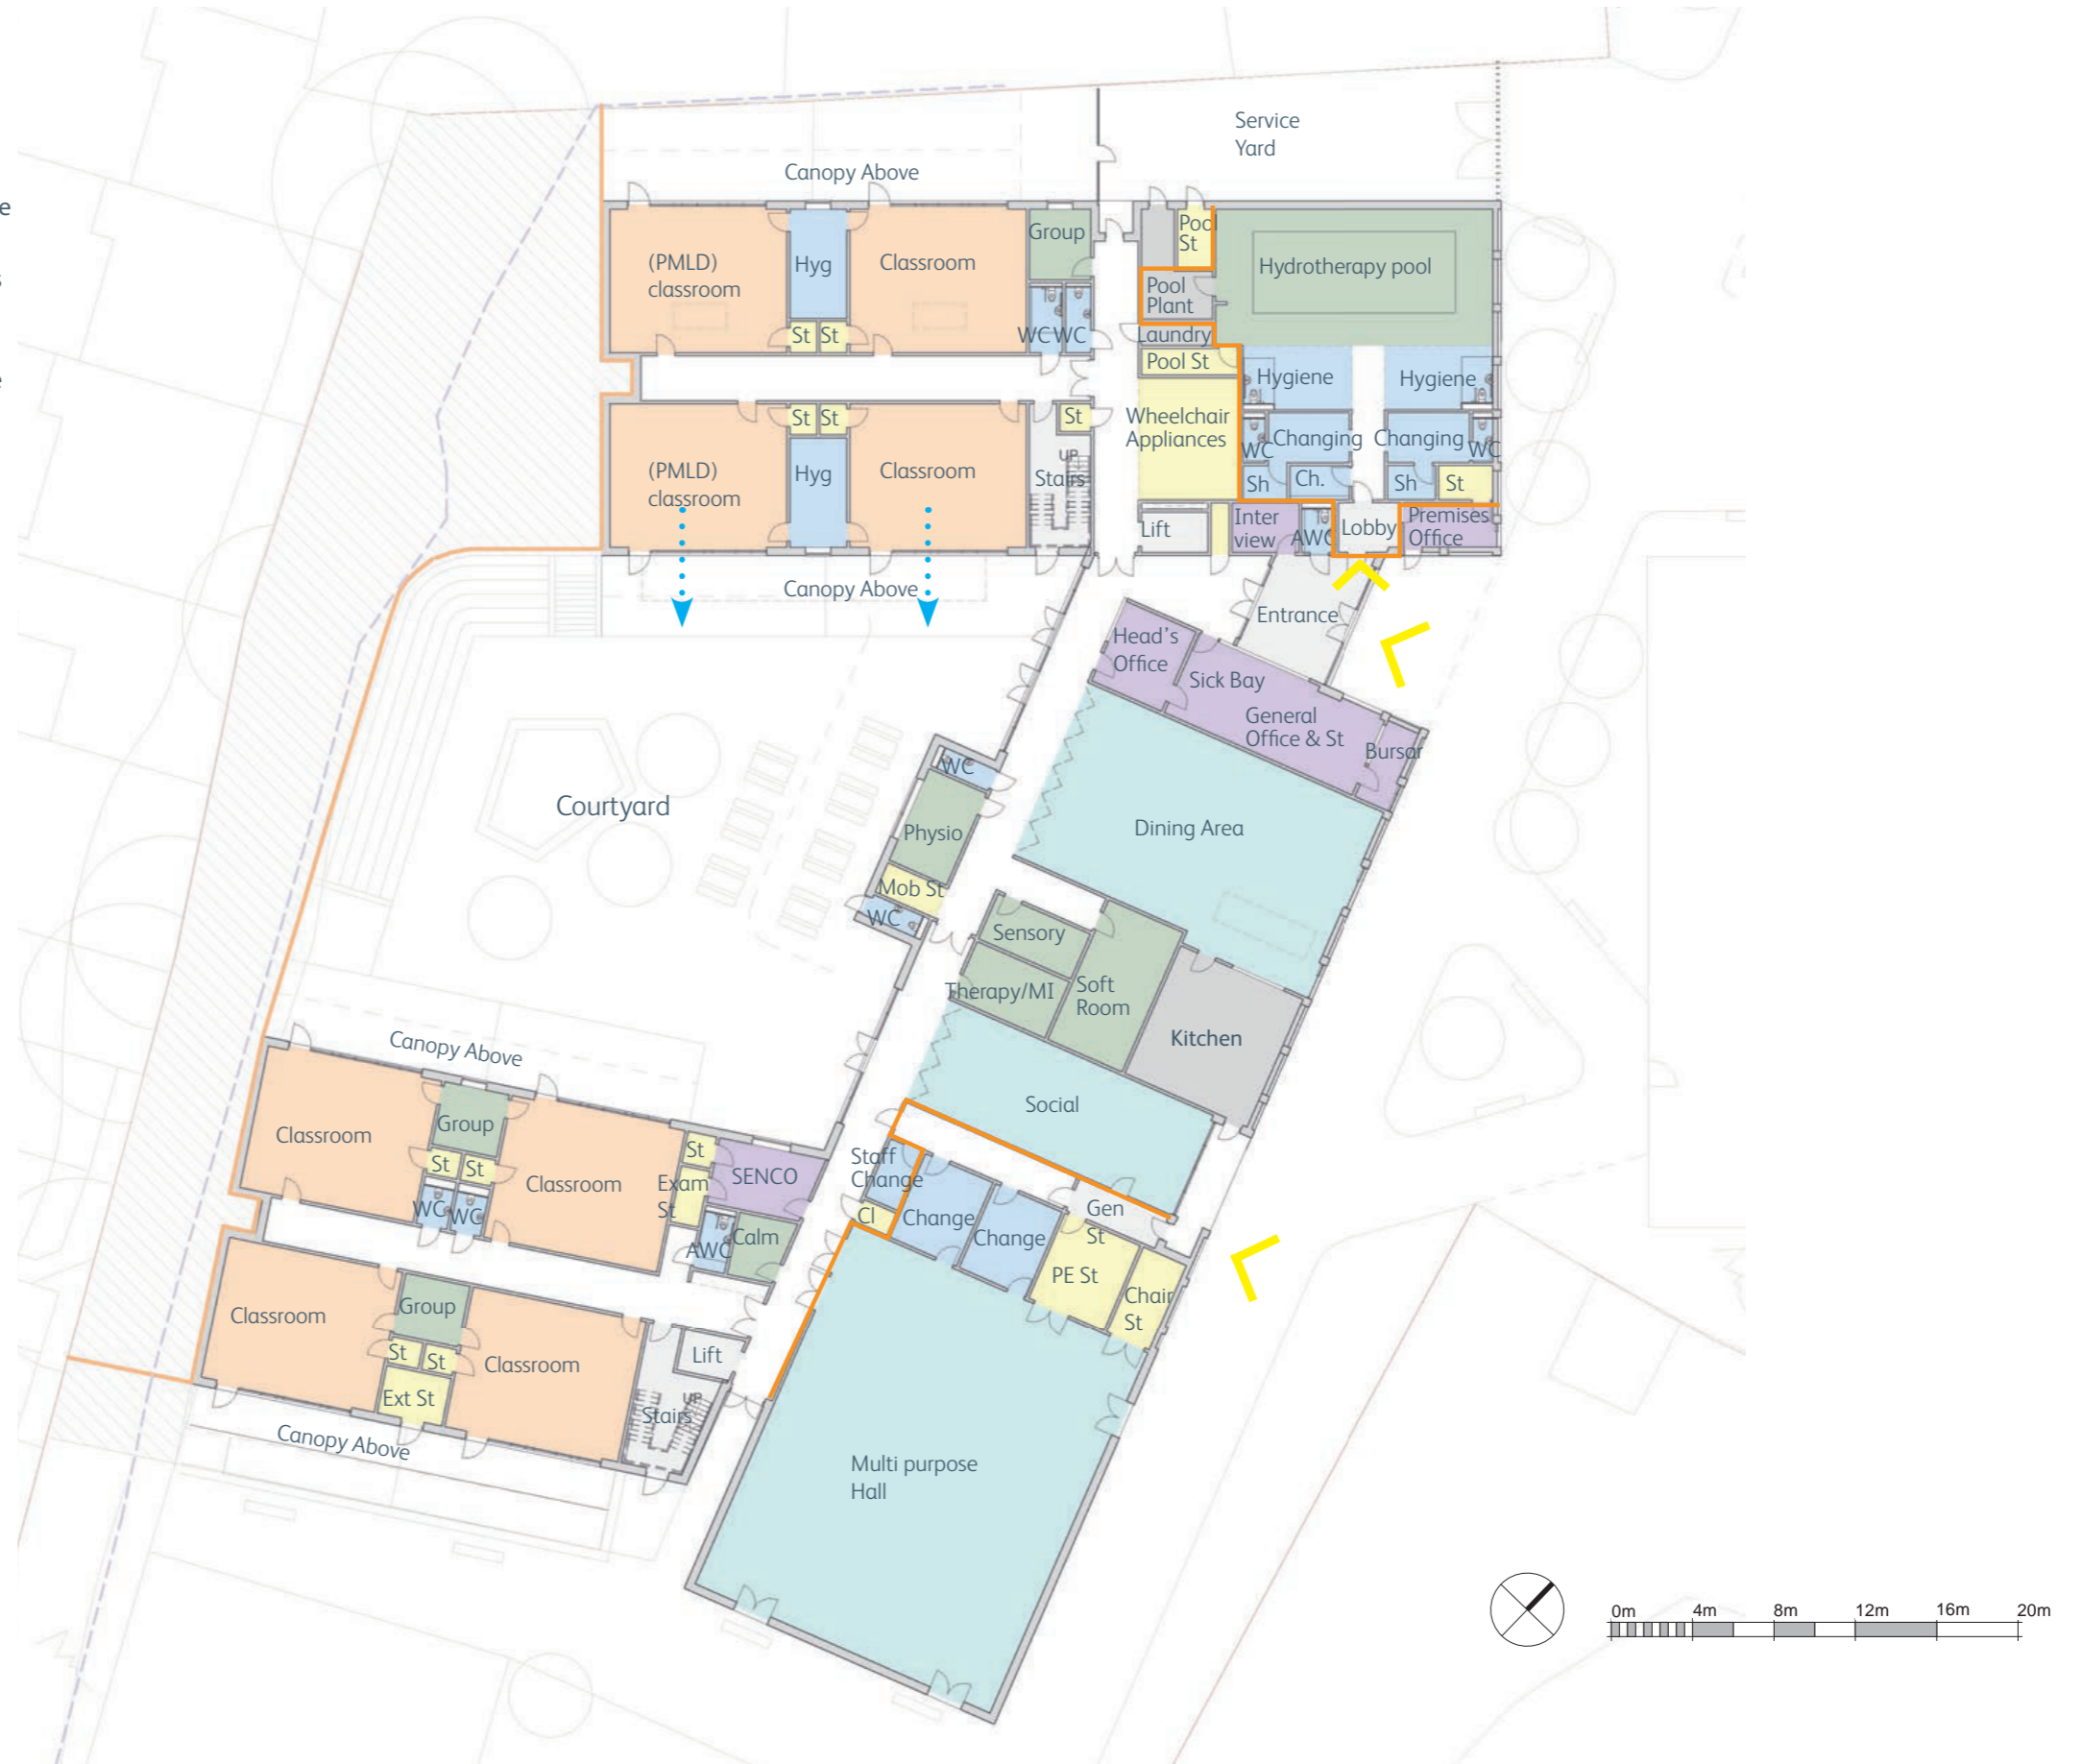 Service
Yard
Canopy Above
e
s
e
(PMLD)
classroom
Hyg
Classroom
Group
Pool
St
Hydrotherapy pool
Pool
Plant
St
St
WC
WC
Laundry
Pool St
Hygiene
Hygiene
St
St
St
Wheelchair
Appliances
WC
Changing
Changing
WC
(PMLD)
classroom
Hyg
Classroom
UP
Stairs
Sh
Ch.
Sh
St
Lift
Inter
view
AWC
Lobby
Premises
Office
Canopy Above
Entrance
Head's
Office
Sick Bay
General
Office & St
Bursar
WC
Courtyard
Physio
Dining Area
Mob St
WC
Sensory
Therapy/MI
Soft
Room
Kitchen
Canopy Above
Social
Classroom
Group
St
St
Classroom
St
Exam
St
SENCO
WC
WC
AWC
Calm
Staff
Change
Cl
Change
Change
Gen
St
PE St
Chair
St
Classroom
Group
St
St
Classroom
Ext St
Lift
UP
Stairs
Canopy Above
Multi purpose
Hall
0m
4m
8m
12m
16m
20m